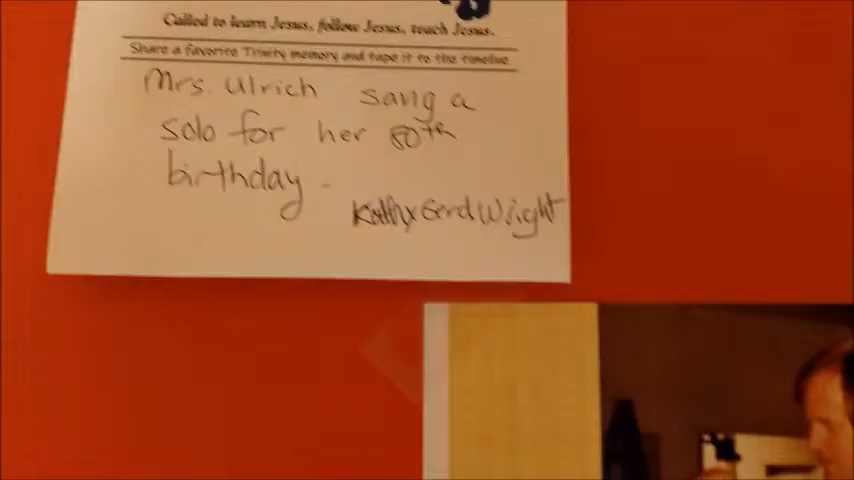 Called to learn Jesus, follow Jesus, teach Jesus.
Share a favorite Trinity memory and tape it to the timeline
Mrs. Ulrich sang a
solo for her 80th
birthday.
Wright